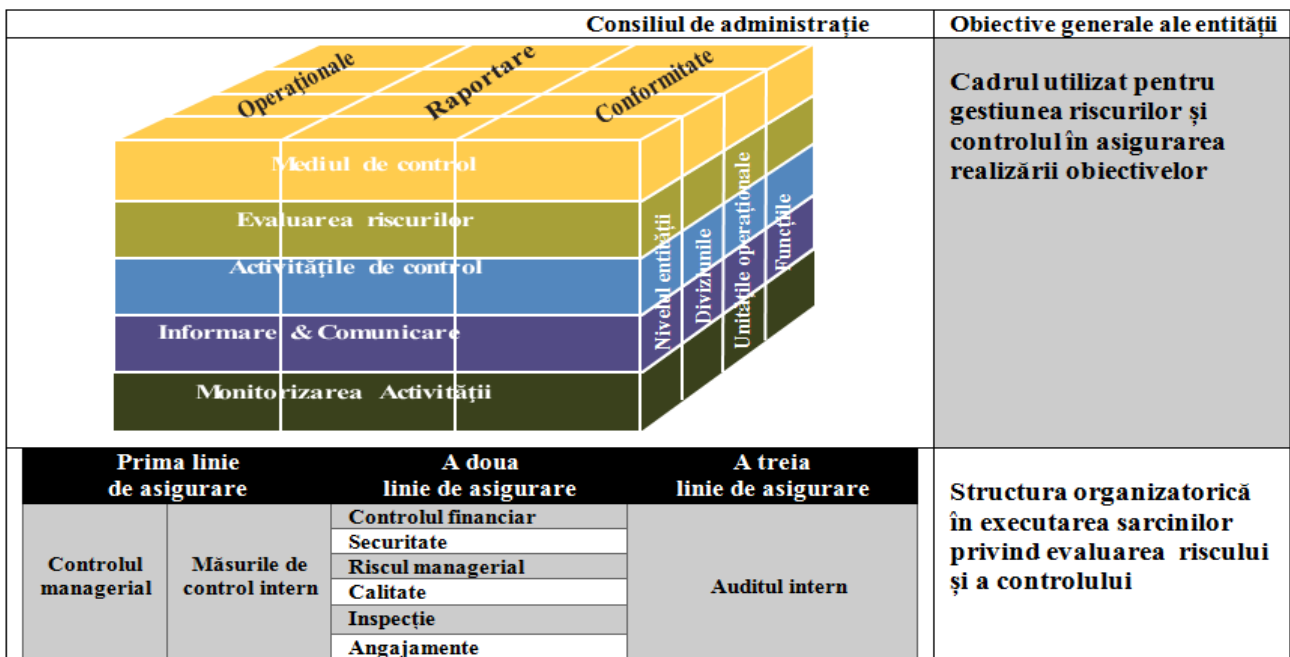 Consiliul de administrație
Obiective generale ale entității
Operaționale
Raportare
Conformitate
Mediul de control
Evaluarea riscurilor
Activitățile de control
Informare & Comunicare
Monitorizarea Activității
Nivelul entității
Diviziunile
Unitățile operaționale
Funcțiile
Cadrul utilizat pentru
gestiunea riscurilor și
controlul în asigurarea
realizării obiectivelor
Prima linie
de asigurare
A doua
linie de asigurare
A treia
linie de asigurare
Controlul
managerial
Măsurile de
control intern
Controlul financiar
Securitate
Riscul managerial
Calitate
Inspecție
Angajamente
Auditul intern
Structura organizatorică
în executarea sarcinilor
privind evaluarea riscului
și a controlului